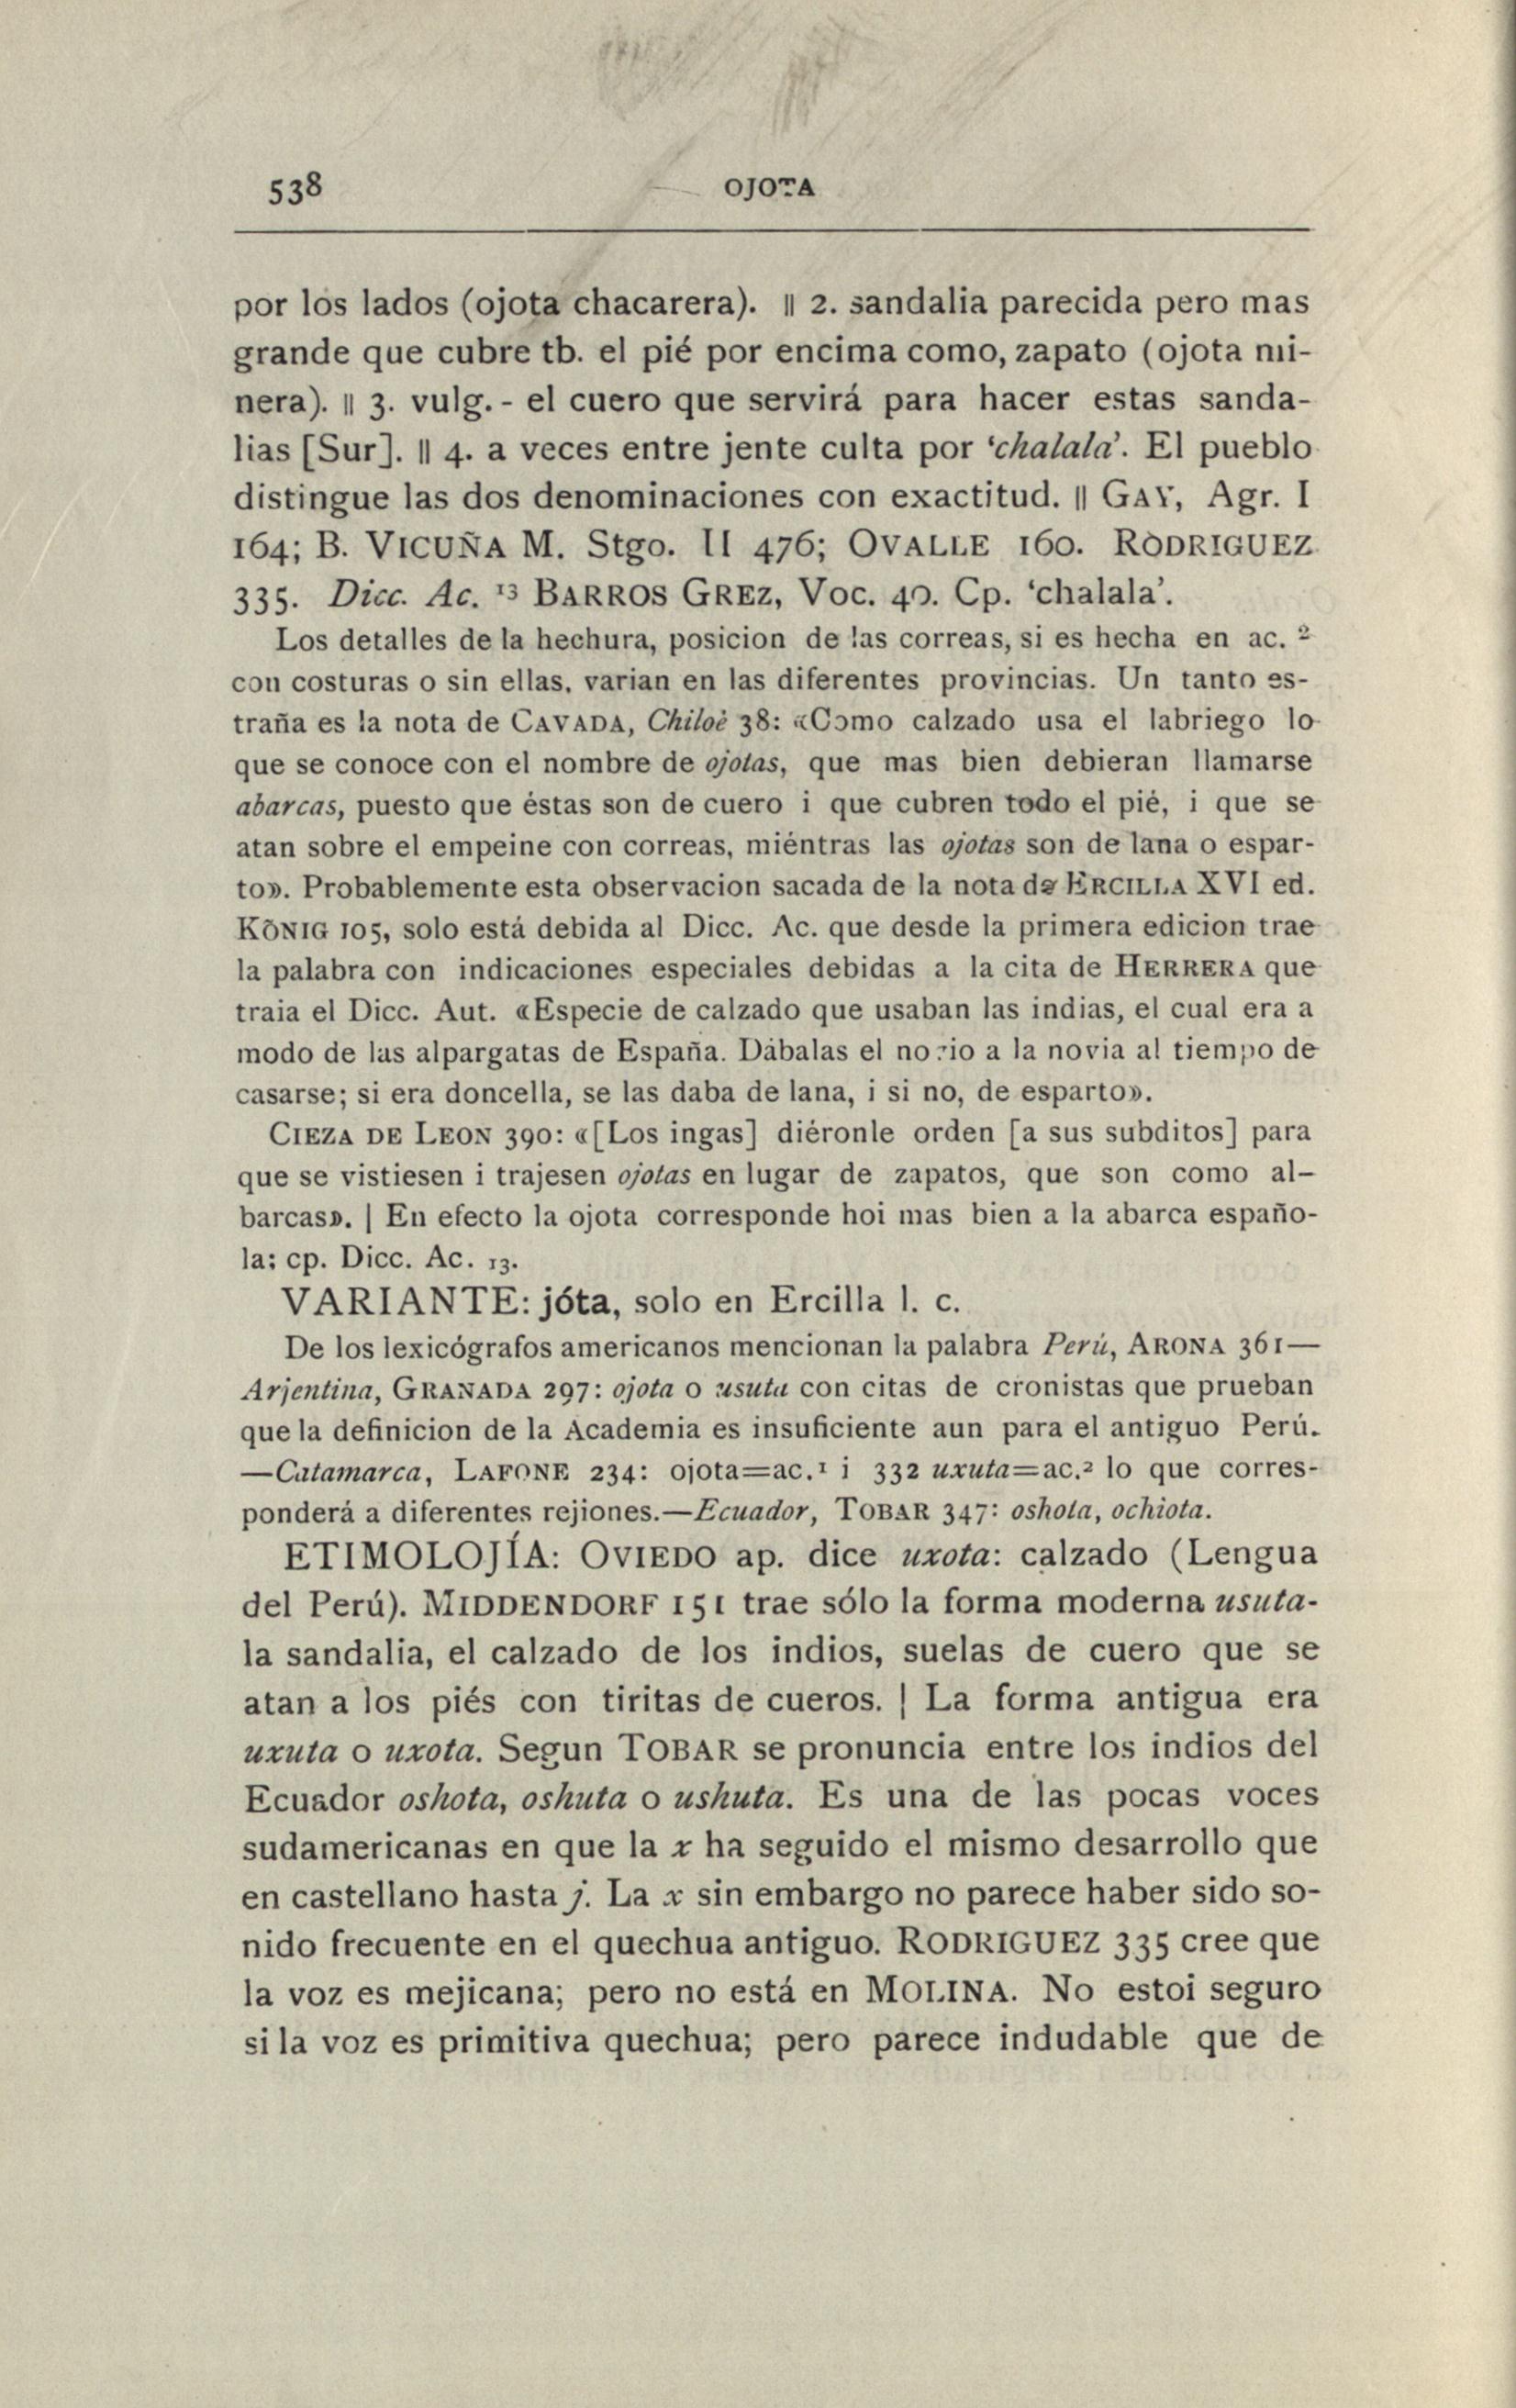 538
OJOTA
por los lados (ojota chacarera). || 2. sandalia parecida pero mas
grande que cubre tb. el pié por encima como, zapato (ojota mi-
nera). || 3. vulg. - el cuero que servirá para hacer estas sanda-
lias [Sur]. || 4. a veces entre jente culta por ‘chalala’. El pueblo
distingue las dos denominaciones con exactitud. || GAY, Agr. I
164; B. VICUÑA M. Stgo. II 476; OVALLE 160. RODRIGUEZ
335. Dicc. Ac. ¹³ BARROS GREZ, Voc. 40. Cp. ‘chalala’.
Los detalles de la hechura, posicion de las correas, si es hecha en ac. ²
con costuras o sin ellas, varian en las diferentes provincias. Un tanto es-
traña es la nota de CAVADA, Chiloé 38: «Como calzado usa el labriego lo
que se conoce con el nombre de ojotas, que mas bien debieran llamarse
abarcas, puesto que éstas son de cuero i que cubren todo el pié, i que se
atan sobre el empeine con correas, miéntras las ojotas son de lana o espar-
to». Probablemente esta observacion sacada de la nota de ERCILLA XVI ed.
KÖNIG 105, solo está debida al Dicc. Ac. que desde la primera edicion trae
la palabra con indicaciones especiales debidas a la cita de HERRERA que
traia el Dicc. Aut. «Especie de calzado que usaban las indias, el cual era a
modo de las alpargatas de España. Dábalas el novio a la novia al tiempo de
casarse; si era doncella, se las daba de lana, i si no, de esparto».
CIEZA DE LEON 390: «[Los ingas] diéronle orden [a sus subditos] para
que se vistiesen i trajesen ojotas en lugar de zapatos, que son como al-
barcas». | En efecto la ojota corresponde hoi mas bien a la abarca españo-
la; cp. Dicc. Ac. 13.
VARIANTE: jóta, solo en Ercilla l. c.
De los lexicógrafos americanos mencionan la palabra Perú, ARONA 361—
Arjentina, GRANADA 297: ojota o usuta con citas de cronistas que prueban
que la definicion de la Academia es insuficiente aun para el antiguo Perú.
—Catamarca, LAFONE 234: ojota=ac.¹ i 332 uxuta=ac.² lo que corres-
ponderá a diferentes rejiones.—Ecuador, TOBAR 347: oshota, ochiota.
ETIMOLOJÍA: OVIEDO ap. dice uxota: calzado (Lengua
del Perú). MIDDENDORF 151 trae sólo la forma moderna usuta-
la sandalia, el calzado de los indios, suelas de cuero que se
atan a los piés con tiritas de cueros. | La forma antigua era
uxuta o uxota. Segun TOBAR se pronuncia entre los indios del
Ecuador oshota, oshuta o ushuta. Es una de las pocas voces
sudamericanas en que la x ha seguido el mismo desarrollo que
en castellano hasta j. La x sin embargo no parece haber sido so-
nido frecuente en el quechua antiguo. RODRIGUEZ 335 cree que
la voz es mejicana; pero no está en MOLINA. No estoi seguro
si la voz es primitiva quechua; pero parece indudable que de